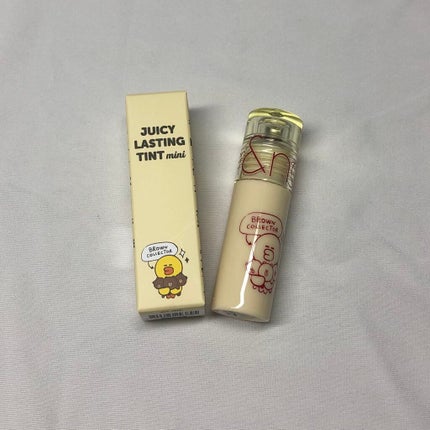 JUICY
LASTING
TINT mini
BROWN
COLLECTOR
&n
BROWN
COLLECTOR